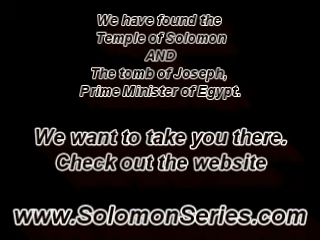 We have found the
Temple of Solomon
AND
The tomb of Joseph,
Prime Minister of Egypt.
We want to take you there.
Check out the website
www.SolomonSeries.com